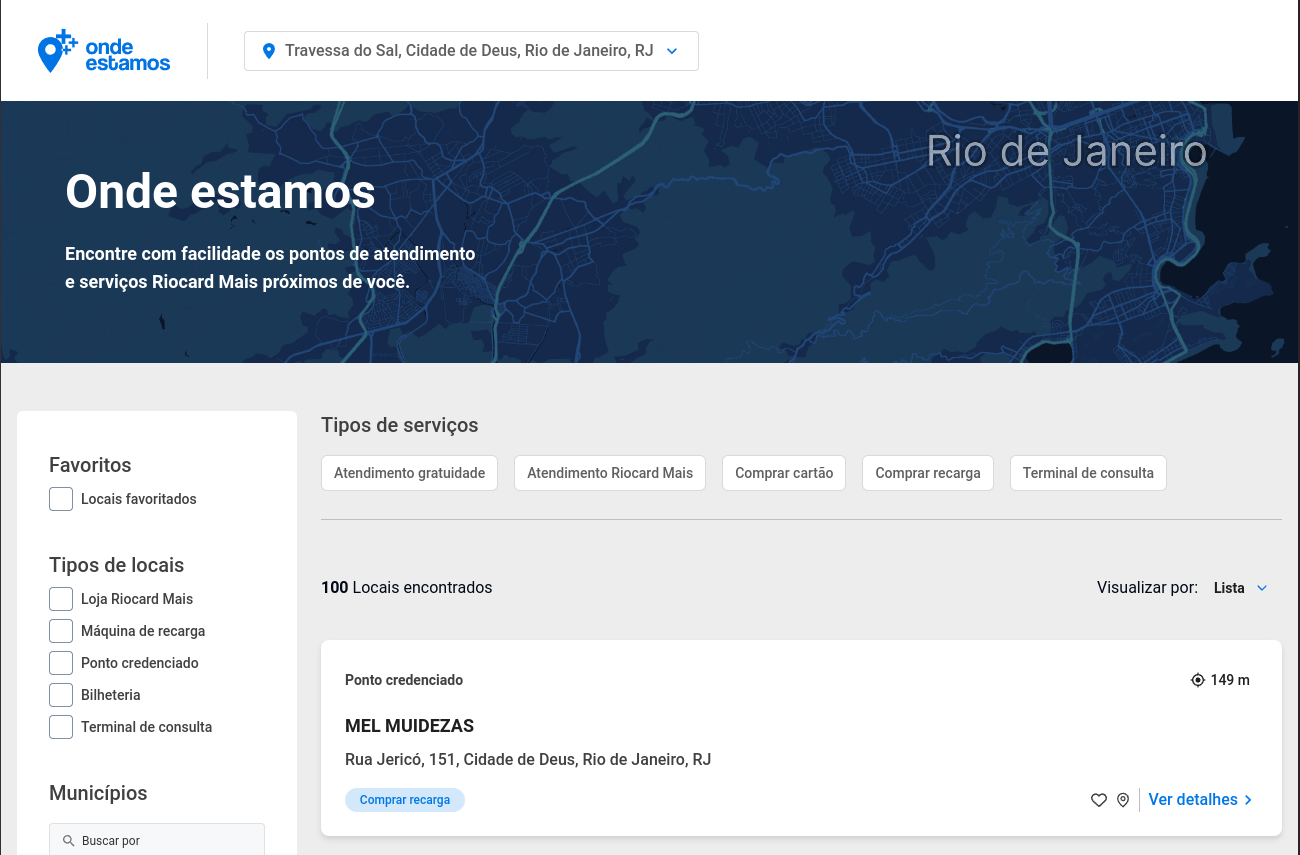 onde
estamos
Travessa do Sal, Cidade de Deus, Rio de Janeiro, RJ
Rio de Janeiro
Onde estamos
Encontre com facilidade os pontos de atendimento
e serviços Riocard Mais próximos de você.
Favoritos
Locais favoritados
Tipos de locais
Loja Riocard Mais
Máquina de recarga
Ponto credenciado
Bilheteria
Terminal de consulta
Municípios
Buscar por
Tipos de serviços
Atendimento gratuidade
Atendimento Riocard Mais
Comprar cartão
Comprar recarga
Terminal de consulta
100 Locais encontrados
Visualizar por: Lista
Ponto credenciado
149 m
MEL MUIDEZAS
Rua Jericó, 151, Cidade de Deus, Rio de Janeiro, RJ
Comprar recarga
Ver detalhes